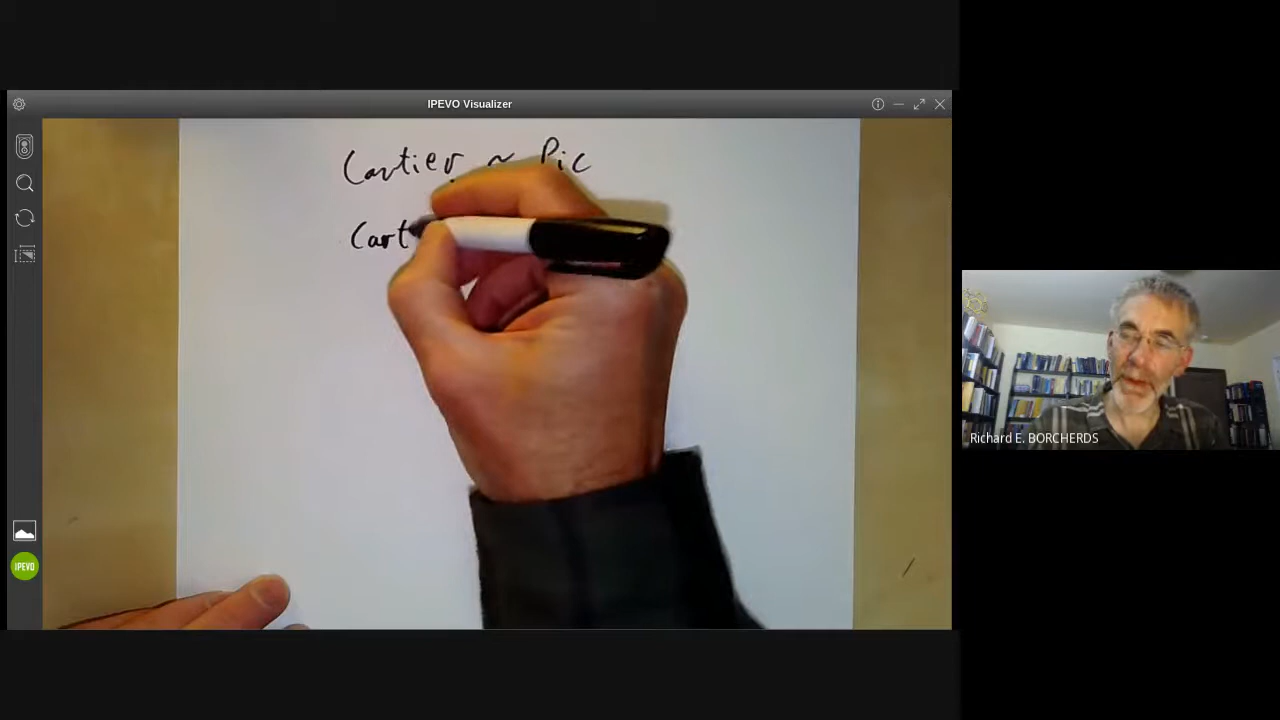 IPEVO Visualizer
Cartier ~ Pic
Cart
IPEVO
Richard E. BORCHERDS